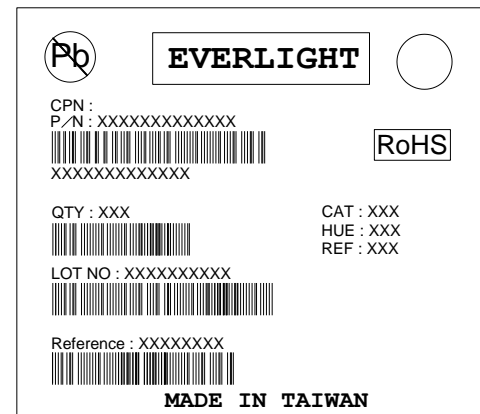 Pb
EVERLIGHT
CPN :
P/N : XXXXXXXXXXXXX
RoHS
XXXXXXXXXXXXX
QTY : XXX
CAT : XXX
HUE : XXX
REF : XXX
LOT NO : XXXXXXXXXX
Reference : XXXXXXXX
MADE IN TAIWAN